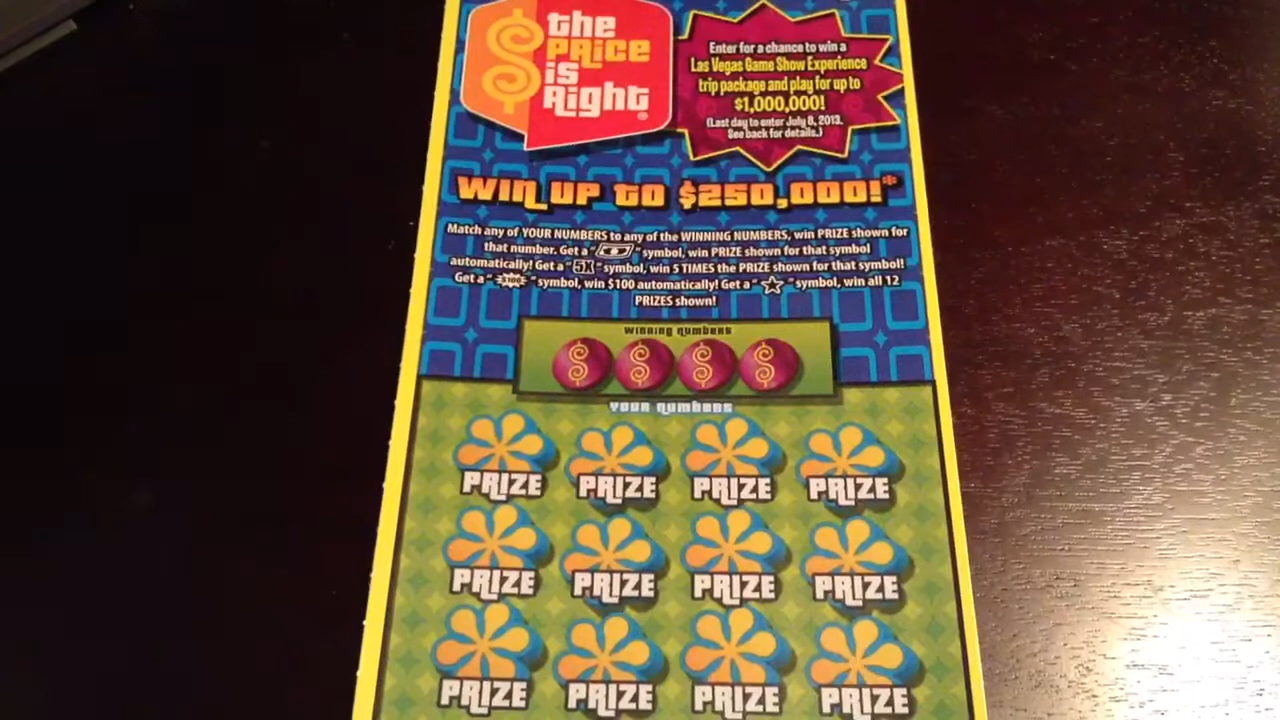 the
PRiCe
is
Right®
Enter for a chance to win a
Las Vegas Game Show Experience
trip package and play for up to
$1,000,000!
(Last day to enter July 8, 2013.
See back for details.)
WIN UP TO $250,000!*
Match any of YOUR NUMBERS to any of the WINNING NUMBERS, win PRIZE shown for
that number. Get a " " symbol, win PRIZE shown for that symbol
automatically! Get a "5X" symbol, win 5 TIMES the PRIZE shown for that symbol!
Get a "$100" symbol, win $100 automatically! Get a " " symbol, win all 12
PRIZES shown!
WINNING NUMBERS
$ $ $ $
YOUR NUMBERS
PRIZE PRIZE PRIZE PRIZE
PRIZE PRIZE PRIZE PRIZE
PRIZE PRIZE PRIZE PRIZE